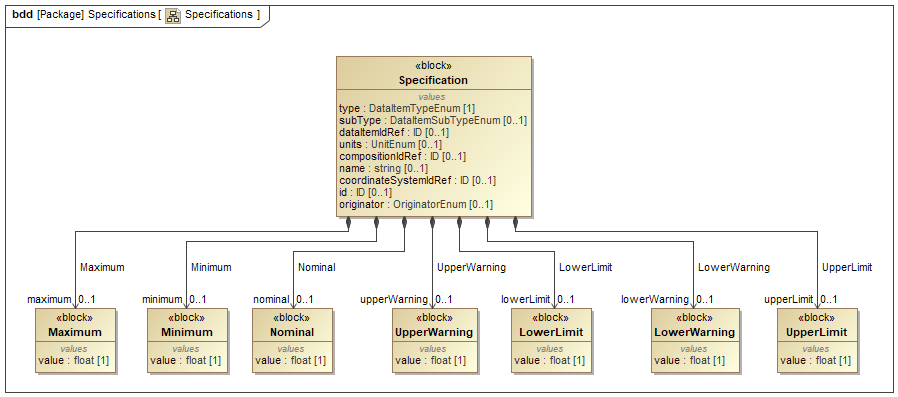 bdd [Package] Specifications [ Specifications ]
«block»
Specification
values
type : DataItemTypeEnum [1]
subType : DataItemSubTypeEnum [0..1]
dataItemIdRef : ID [0..1]
units : UnitEnum [0..1]
compositionIdRef : ID [0..1]
name : string [0..1]
coordinateSystemIdRef : ID [0..1]
id : ID [0..1]
originator : OriginatorEnum [0..1]
Maximum Minimum Nominal UpperWarning LowerLimit LowerWarning UpperLimit
maximum 0..1 minimum 0..1 nominal 0..1 upperWarning 0..1 lowerLimit 0..1 lowerWarning 0..1 upperLimit 0..1
«block» «block» «block» «block» «block» «block» «block»
Maximum Minimum Nominal UpperWarning LowerLimit LowerWarning UpperLimit
values values values values values values values
value : float [1] value : float [1] value : float [1] value : float [1] value : float [1] value : float [1] value : float [1]